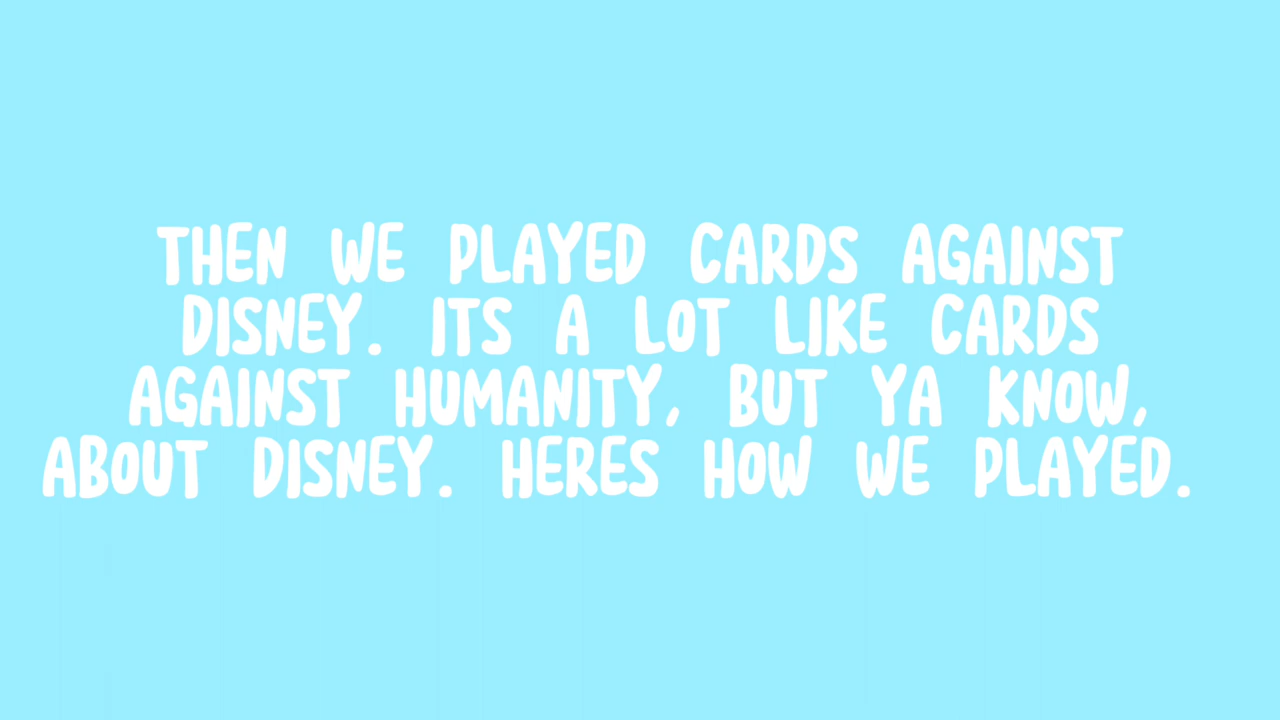 THEN WE PLAYED CARDS AGAINST
DISNEY. ITS A LOT LIKE CARDS
AGAINST HUMANITY, BUT YA KNOW,
ABOUT DISNEY. HERES HOW WE PLAYED.